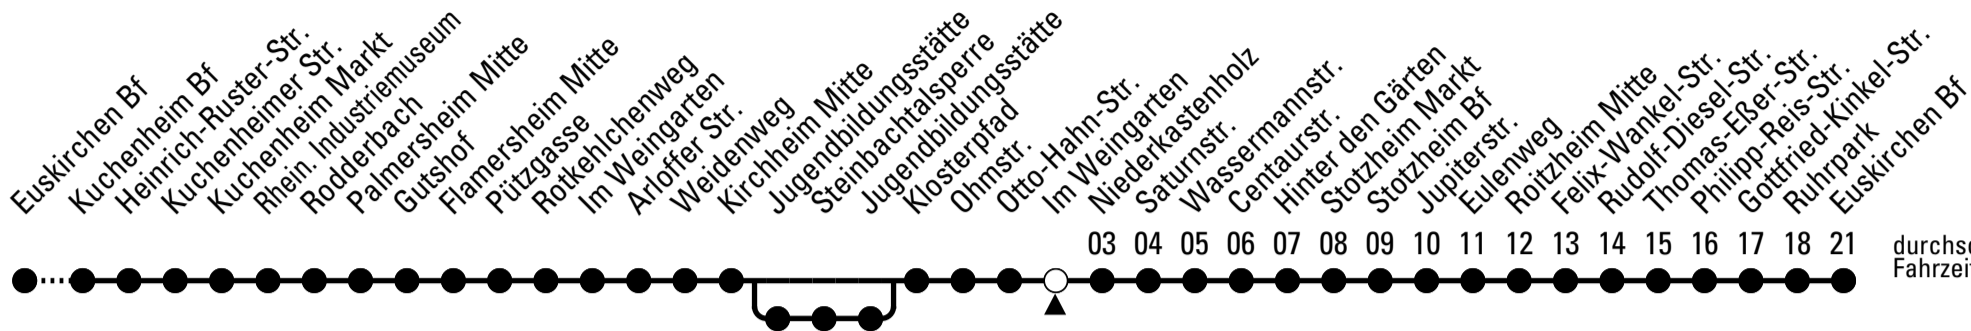 Euskirchen Bf
Kuchenheim Bf
Heinrich-Ruster-Str.
Kuchenheimer Str.
Kuchenheim Markt
Rhein. Industriemuseum
Rodderbach
Palmersheim Mitte
Gutshof
Flamersheim Mitte
Pützgasse
Rotkehlchenweg
Im Weingarten
Arloffer Str.
Weidenweg
Kirchheim Mitte
Jugendbildungsstätte
Steinbachtalsperre
Jugendbildungsstätte
Klosterpfad
Ohmstr.
Otto-Hahn-Str.
Im Weingarten
Niederkastenholz
Saturnstr.
Wassermannstr.
Centaurstr.
Hinter den Gärten
Stotzheim Markt
Stotzheim Bf
Jupiterstr.
Eulenweg
Roitzheim Mitte
Felix-Wankel-Str.
Rudolf-Diesel-Str.
Thomas-Eßer-Str.
Philipp-Reis-Str.
Gottfried-Kinkel-Str.
Ruhrpark
Euskirchen Bf
03 04 05 06 07 08 09 10 11 12 13 14 15 16 17 18 21